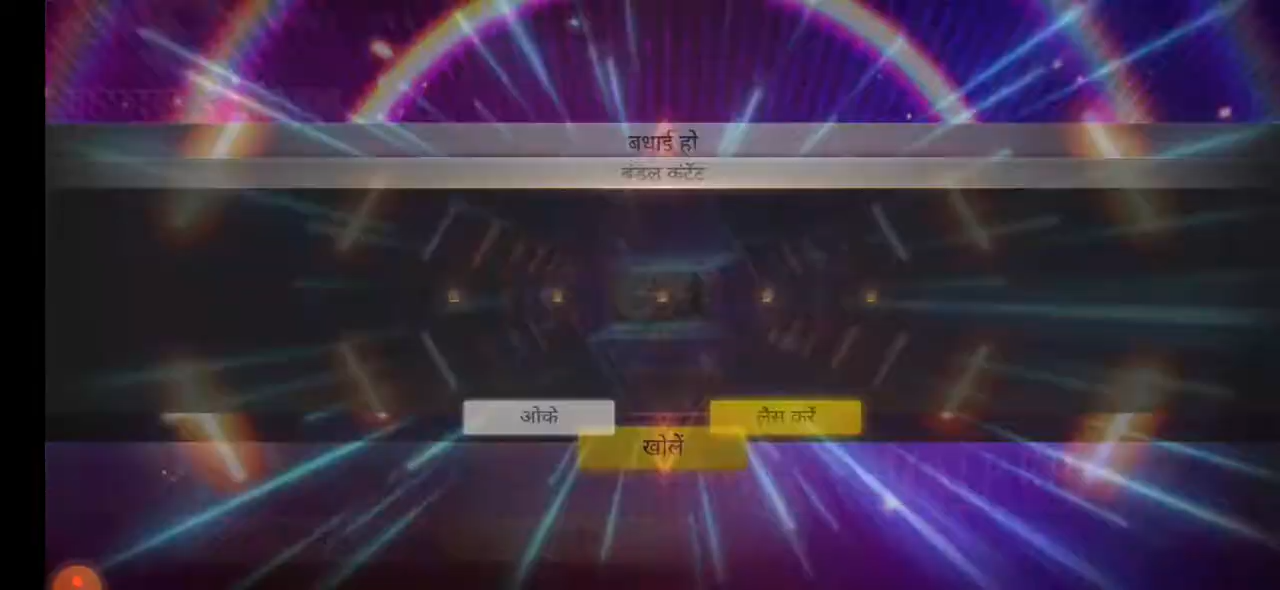 बधाई हो
बंडल कंटेंट
ओके
लैस करें
खोलें